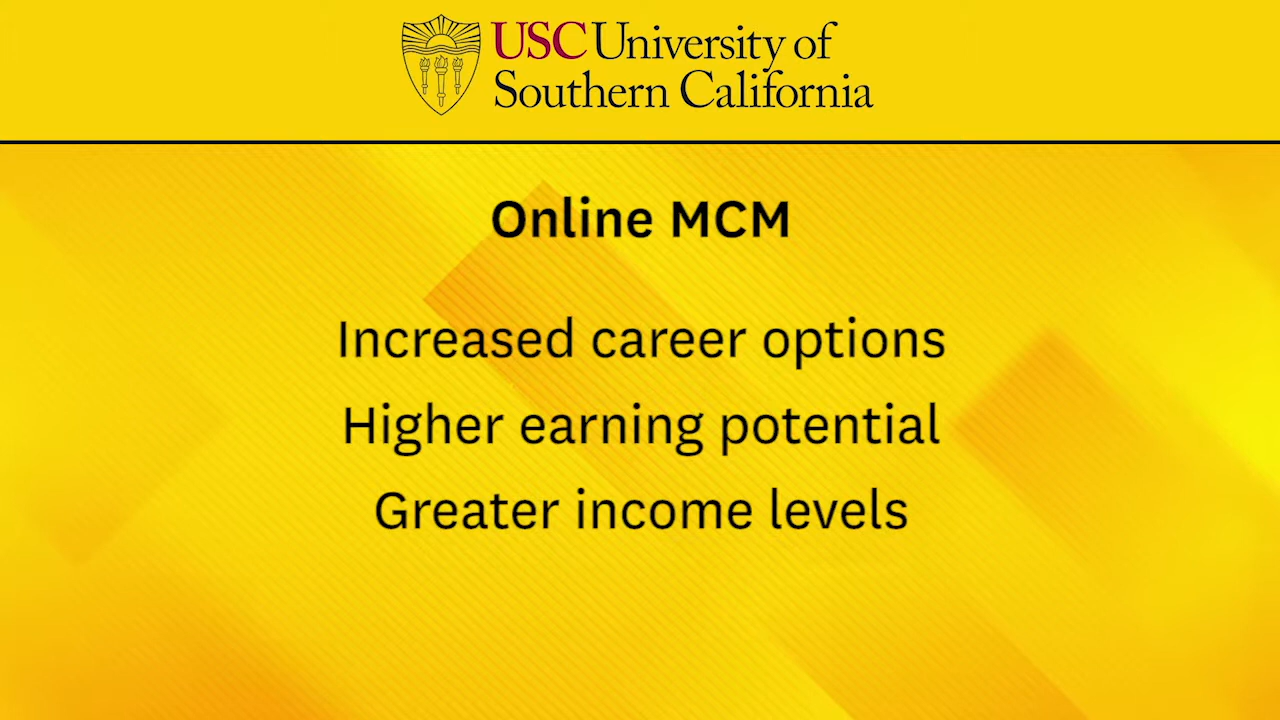 USC University of
Southern California
Online MCM
Increased career options
Higher earning potential
Greater income levels